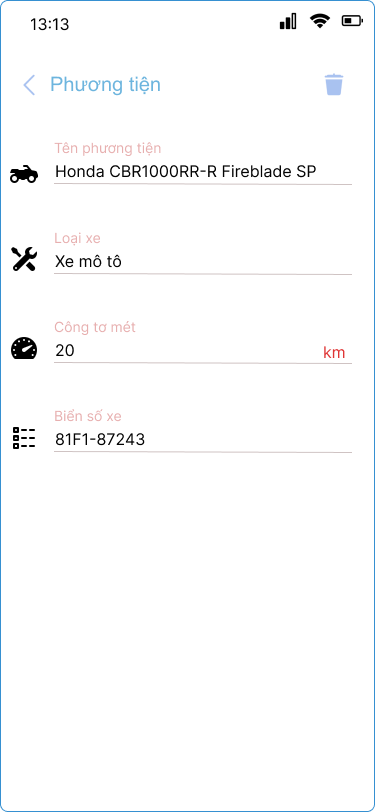 13:13
Phương tiện
Tên phương tiện
Honda CBR1000RR-R Fireblade SP
Loại xe
Xe mô tô
Công tơ mét
20 km
Biển số xe
81F1-87243